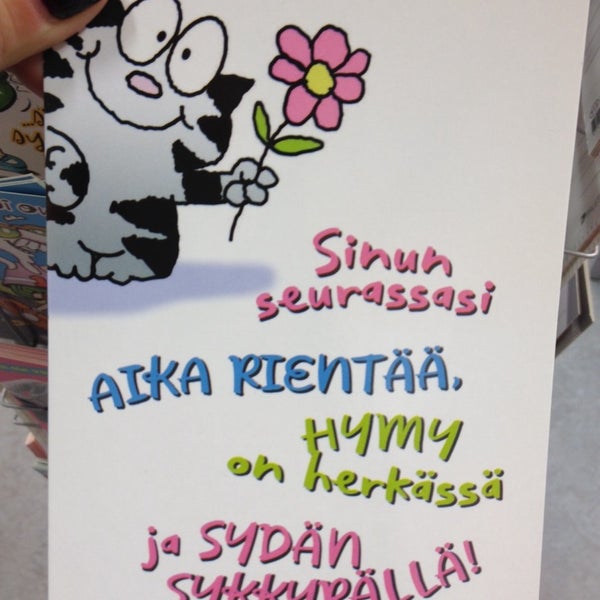 Sinun
seurassasi
AIKA RIENTÄÄ,
HYMY
on herkässä
ja SYDÄN
SYKKYRÄLLÄ!